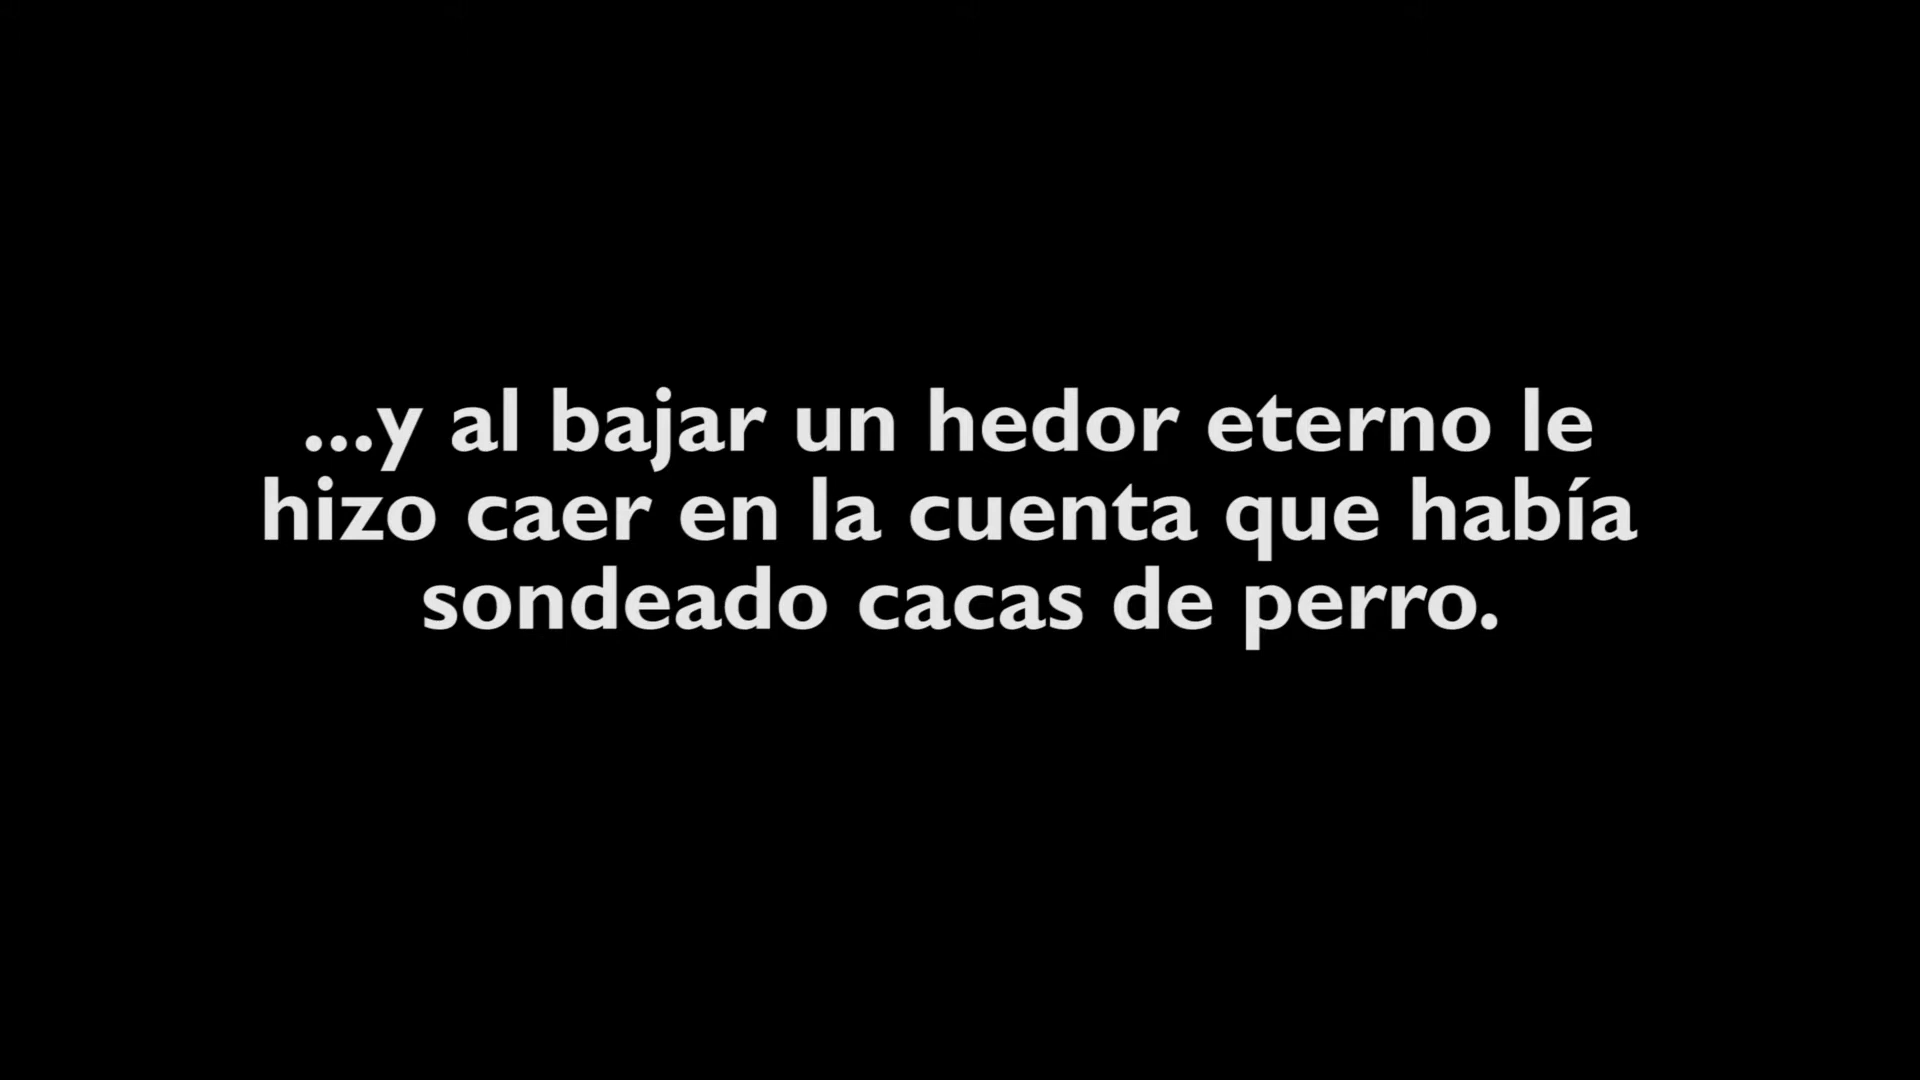 ...y al bajar un hedor eterno le
hizo caer en la cuenta que había
sondeado cacas de perro.